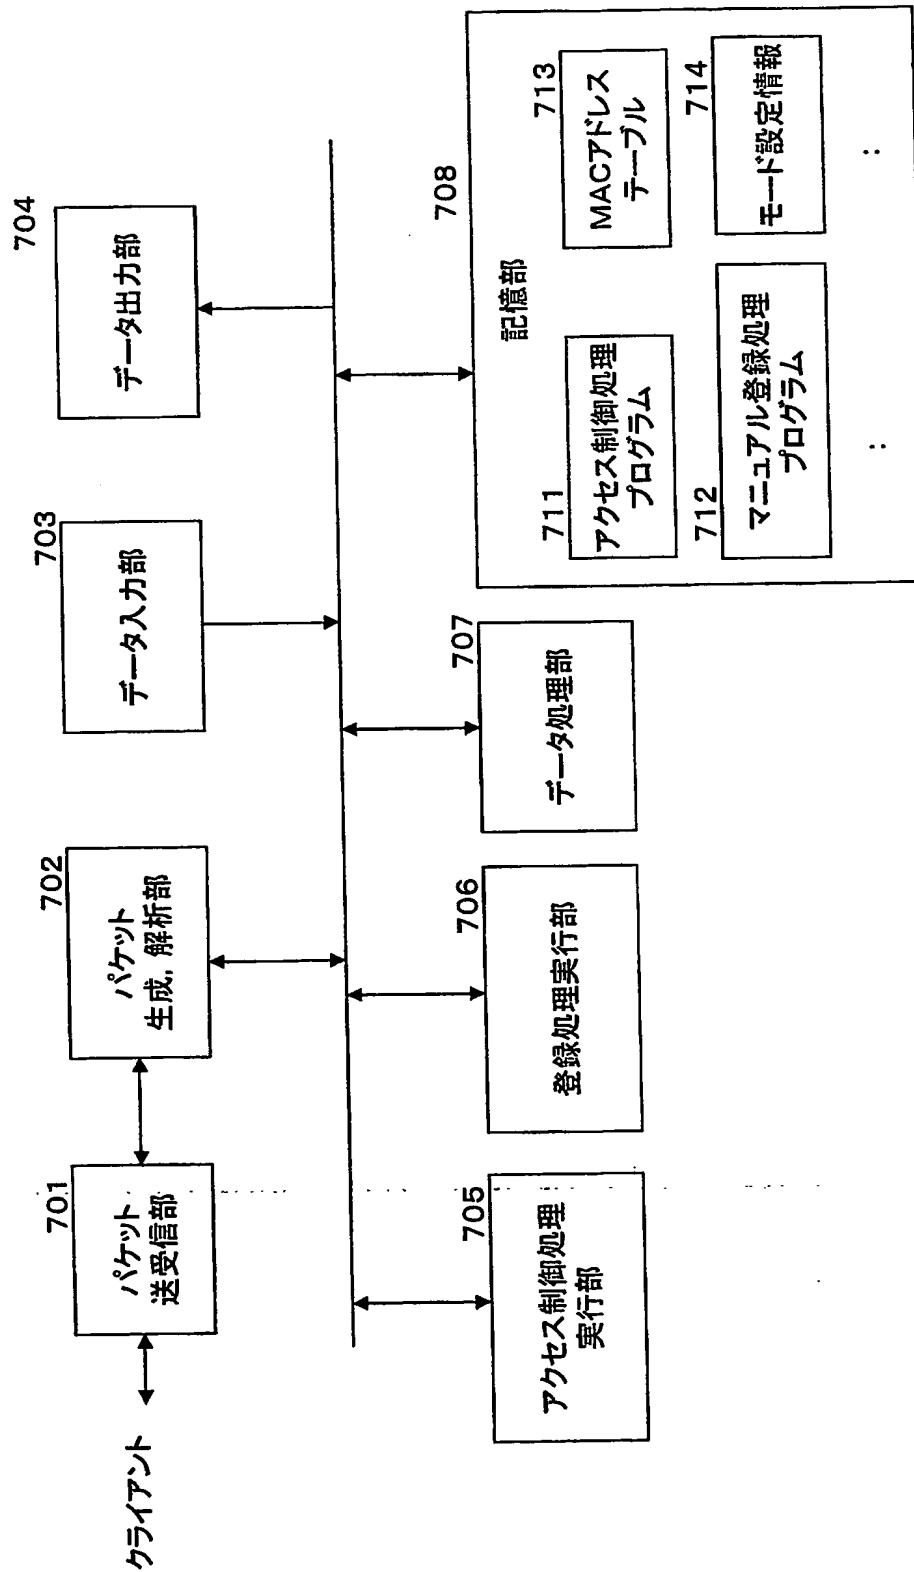 クライアント
701
パケット
送受信部
702
パケット
生成, 解析部
703
データ入力部
704
データ出力部
705
アクセス制御処理
実行部
706
登録処理実行部
707
データ処理部
708
記憶部
711
アクセス制御処理
プログラム
713
MACアドレス
テーブル
712
マニュアル登録処理
プログラム
714
モード設定情報
:
: